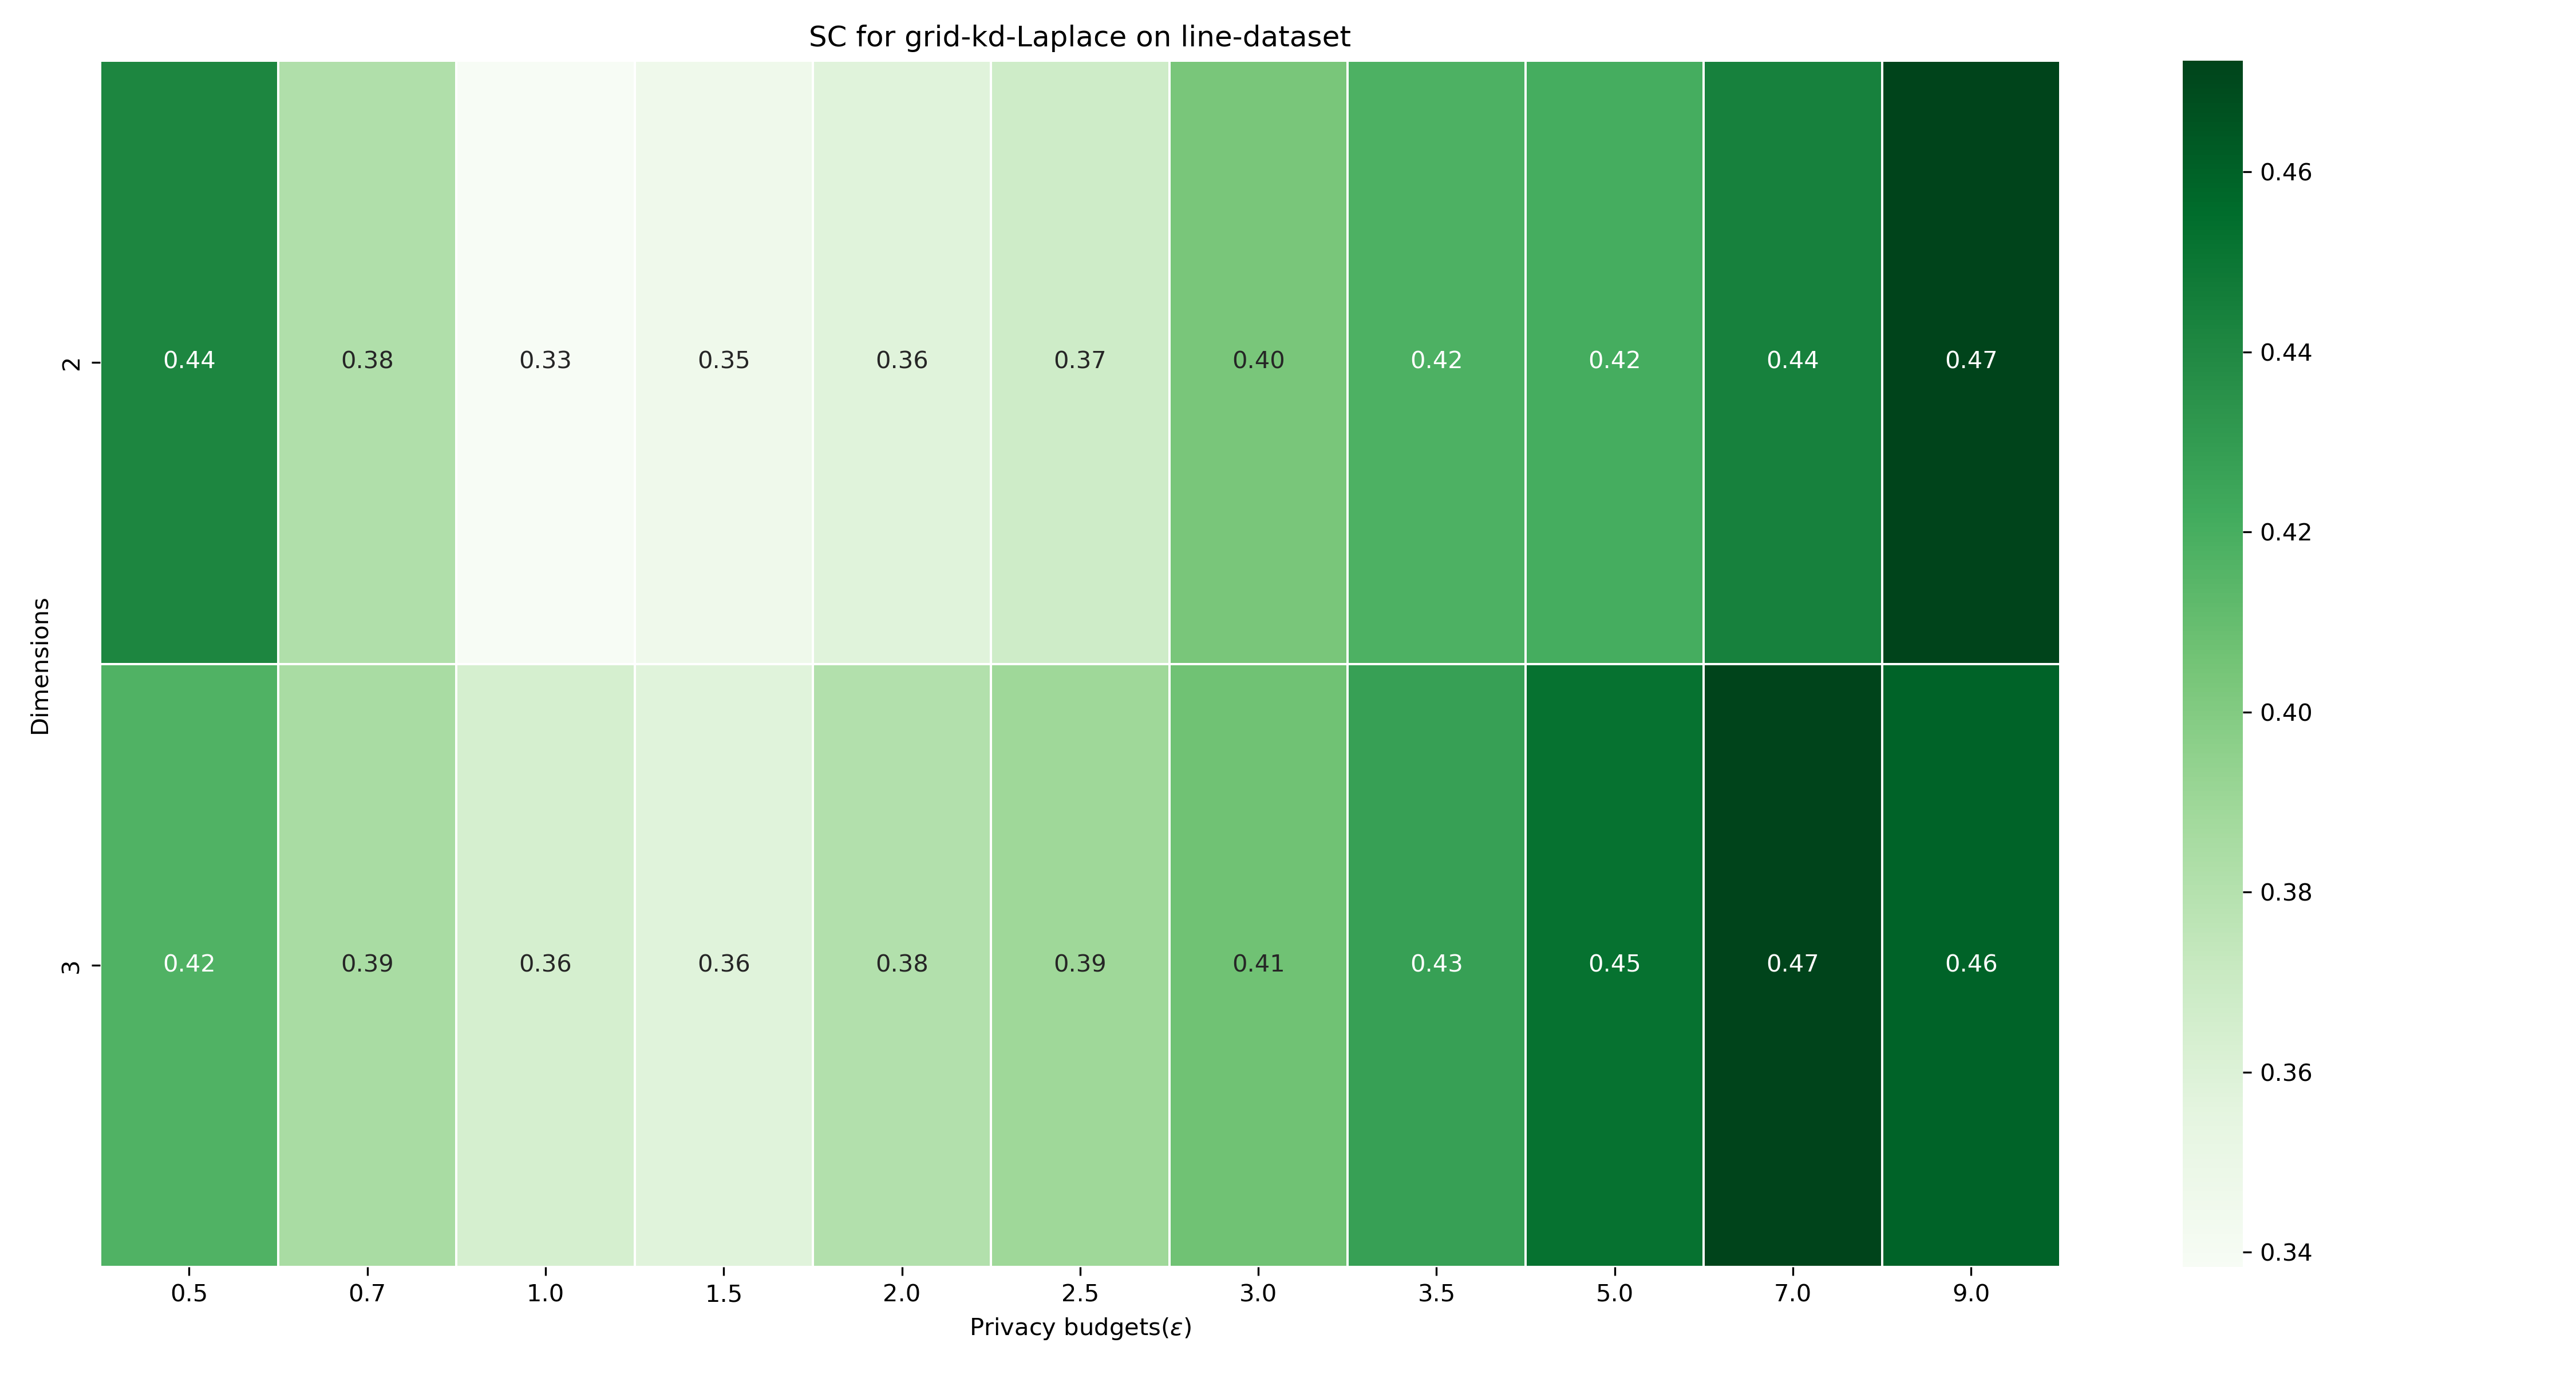 SC for grid-kd-Laplace on line-dataset
Dimensions
2
0.44 0.38 0.33 0.35 0.36 0.37 0.40 0.42 0.42 0.44 0.47
3
0.42 0.39 0.36 0.36 0.38 0.39 0.41 0.43 0.45 0.47 0.46
0.5 0.7 1.0 1.5 2.0 2.5 3.0 3.5 5.0 7.0 9.0
Privacy budgets(ε)
0.46
0.44
0.42
0.40
0.38
0.36
0.34